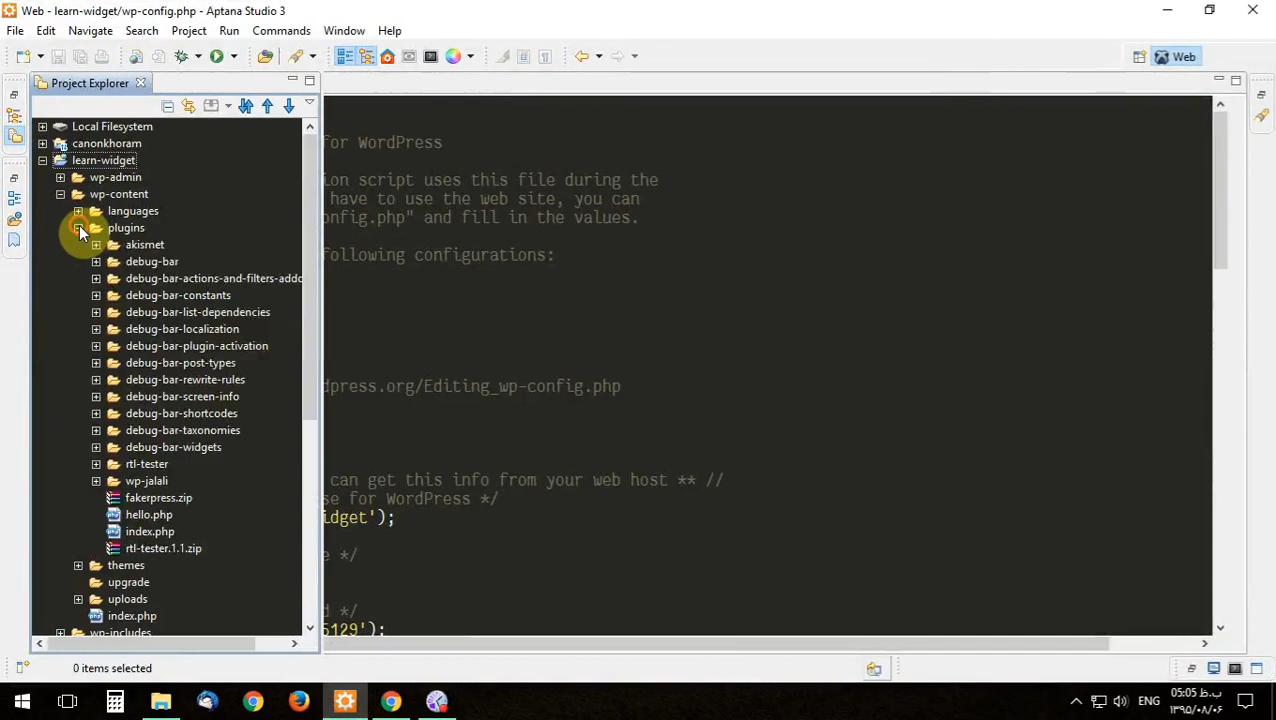 Web - learn-widget/wp-config.php - Aptana Studio 3
File Edit Navigate Search Project Run Commands Window Help
Web
Project Explorer
Local Filesystem
canonkhoram
learn-widget
wp-admin
wp-content
languages
plugins
akismet
debug-bar
debug-bar-actions-and-filters-addo
debug-bar-constants
debug-bar-list-dependencies
debug-bar-localization
debug-bar-plugin-activation
debug-bar-post-types
debug-bar-rewrite-rules
debug-bar-screen-info
debug-bar-shortcodes
debug-bar-taxonomies
debug-bar-widgets
rtl-tester
wp-jalali
fakerpress.zip
hello.php
index.php
rtl-tester.1.1.zip
themes
upgrade
uploads
index.php
wp-includes
for WordPress
ion script uses this file during the
have to use the web site, you can
onfig.php" and fill in the values.
following configurations:
dpress.org/Editing_wp-config.php
can get this info from your web host ** //
se for WordPress */
idget');
e */
d */
5129');
0 items selected
ENG
05:05 ب.ظ
۱۳۹۵/۰۸/۰۶